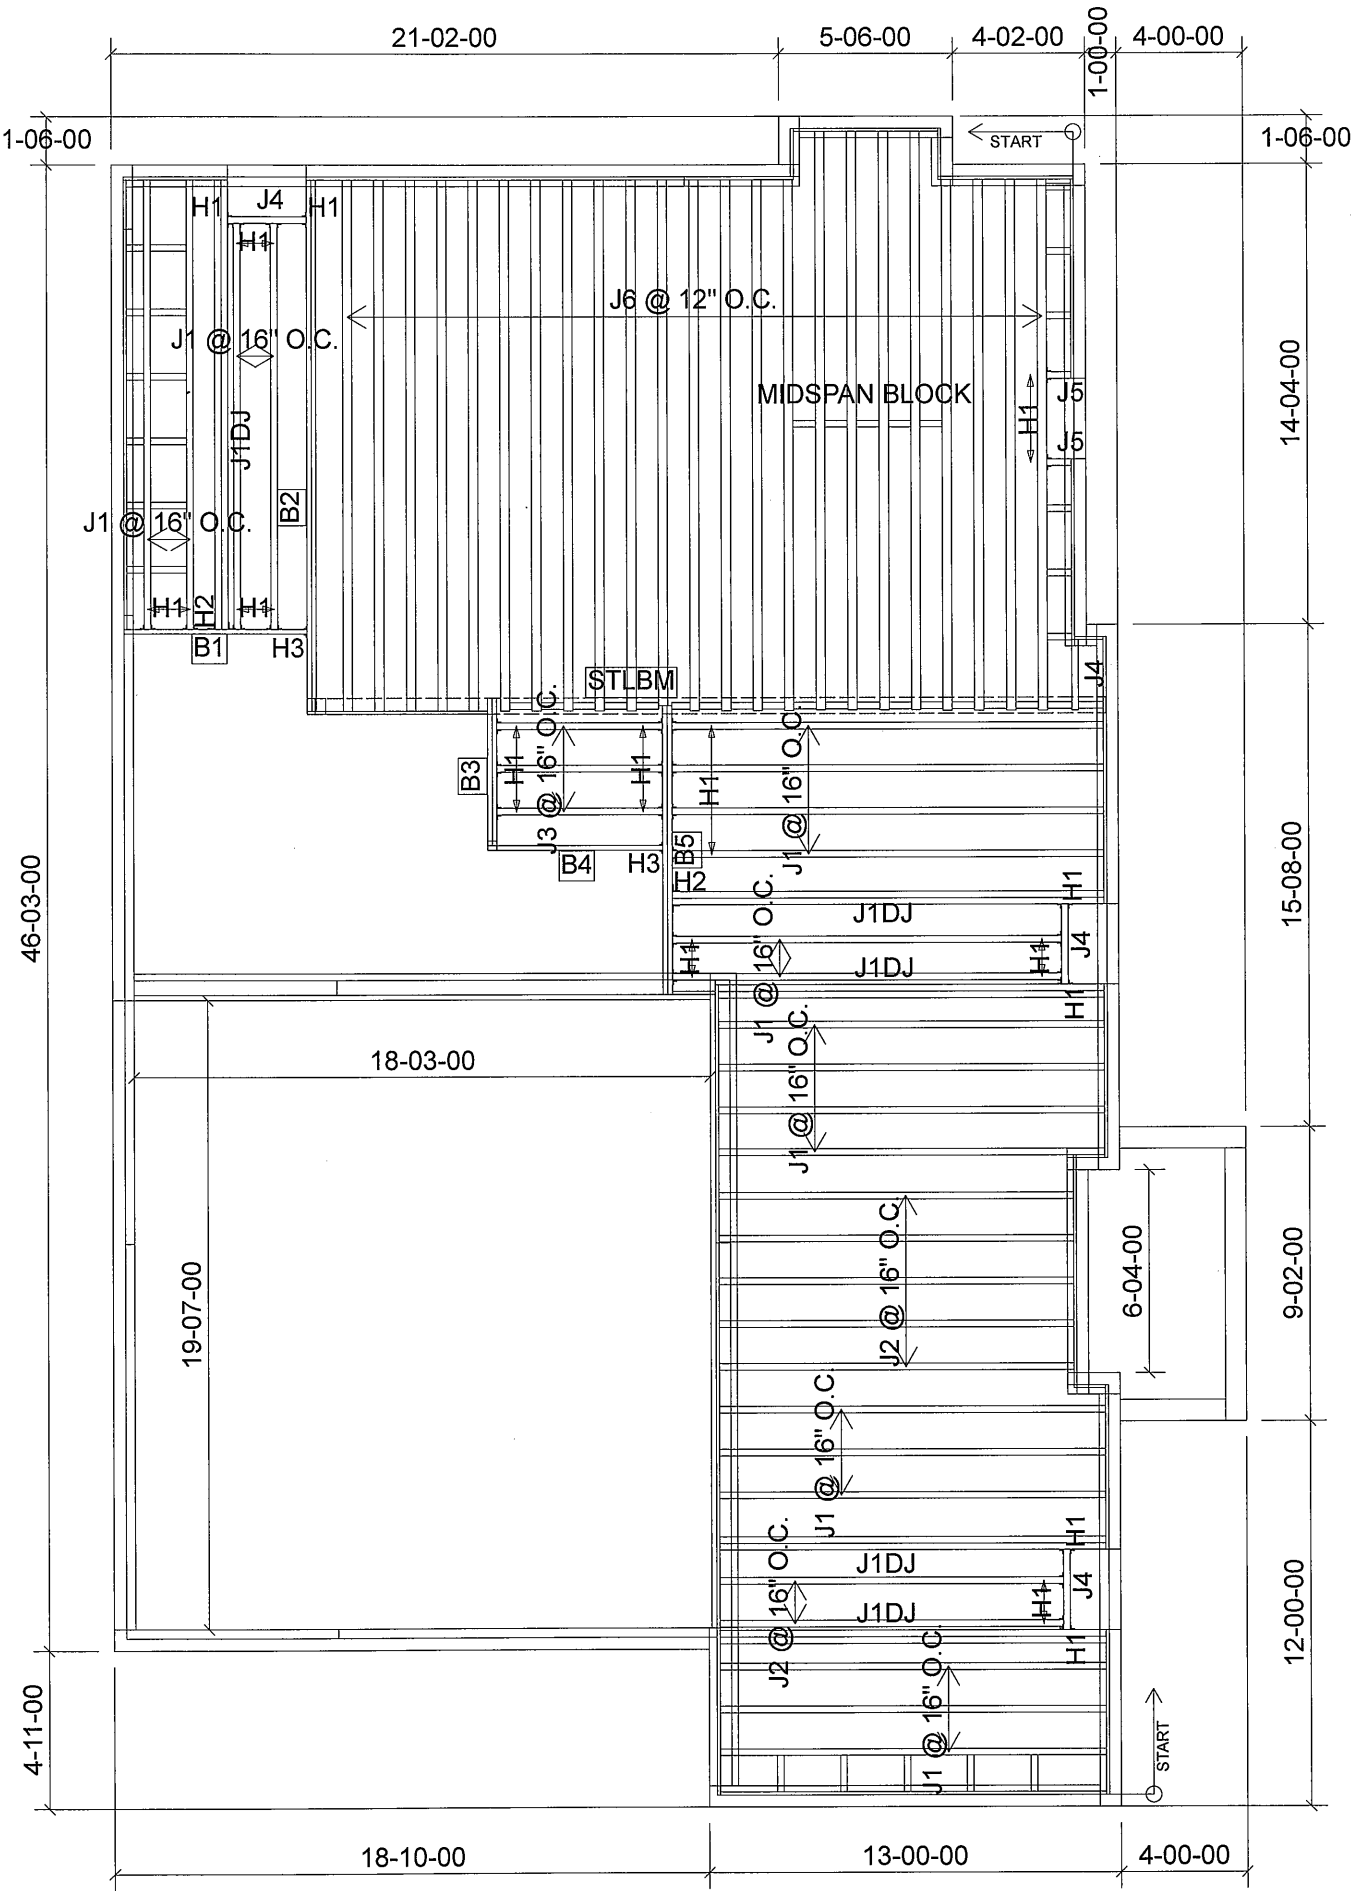 21-02-00
5-06-00
4-02-00
1-00-00
4-00-00
1-06-00
START
1-06-00
H1
J4
H1
H1
J6 @ 12" O.C.
J1 @ 16" O.C.
MIDSPAN BLOCK
J5
H1
J1DJ
J5
14-04-00
B2
J1 @ 16" O.C.
H1
H2
H1
B1
H3
STLBM
J4
B3
H1
J3 @ 16" O.C.
H1
H1
J1 @ 16" O.C.
B4
H3
B5
H2
H1
46-03-00
15-08-00
J1DJ
J4
H1
J1 @ 16" O.C.
H1
J1DJ
H1
18-03-00
J1 @ 16" O.C.
19-07-00
J2 @ 16" O.C.
6-04-00
9-02-00
J1 @ 16" O.C.
H1
J1DJ
J4
H1
J2 @ 16" O.C.
J1DJ
H1
12-00-00
J1 @ 16" O.C.
START
4-11-00
18-10-00
13-00-00
4-00-00